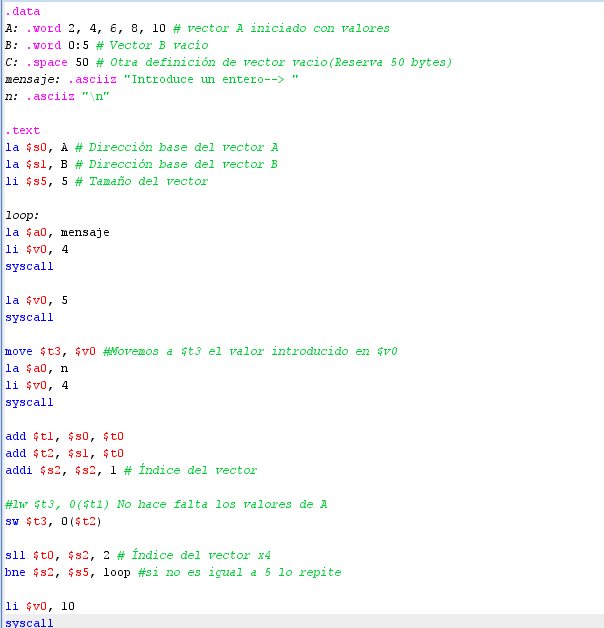 .data
A: .word 2, 4, 6, 8, 10 # vector A iniciado con valores
B: .word 0:5 # Vector B vacío
C: .space 50 # Otra definición de vector vacio(Reserva 50 bytes)
mensaje: .asciiz "Introduce un entero--> "
n: .asciiz "\n"
.text
la $s0, A # Dirección base del vector A
la $s1, B # Dirección base del vector B
li $s5, 5 # Tamaño del vector
loop:
la $a0, mensaje
li $v0, 4
syscall
la $v0, 5
syscall
move $t3, $v0 #Movemos a $t3 el valor introducido en $v0
la $a0, n
li $v0, 4
syscall
add $t1, $s0, $t0
add $t2, $s1, $t0
addi $s2, $s2, 1 # Índice del vector
#lw $t3, 0($t1) No hace falta los valores de A
sw $t3, 0($t2)
sll $t0, $s2, 2 # Índice del vector x4
bne $s2, $s5, loop #si no es igual a 5 lo repite
li $v0, 10
syscall